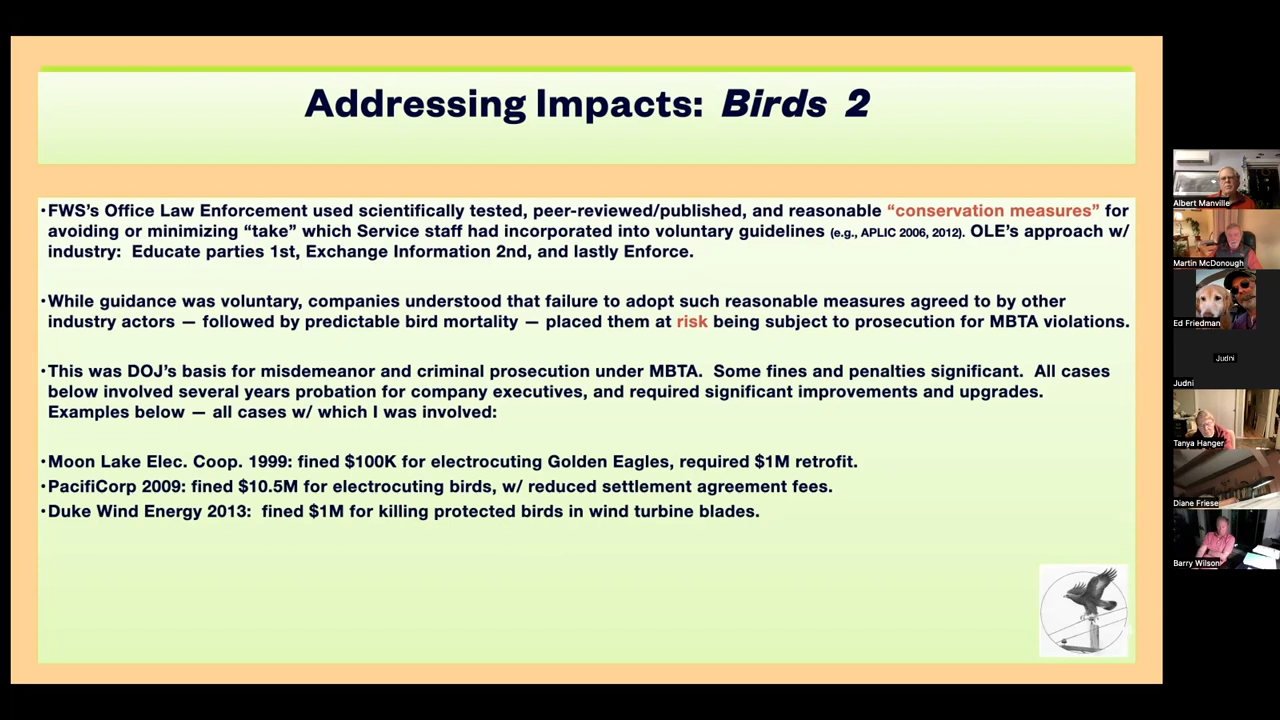 Addressing Impacts: Birds 2
•FWS's Office Law Enforcement used scientifically tested, peer-reviewed/published, and reasonable “conservation measures” for
avoiding or minimizing “take” which Service staff had incorporated into voluntary guidelines (e.g., APLIC 2006, 2012). OLE's approach w/
industry: Educate parties 1st, Exchange Information 2nd, and lastly Enforce.
•While guidance was voluntary, companies understood that failure to adopt such reasonable measures agreed to by other
industry actors — followed by predictable bird mortality — placed them at risk being subject to prosecution for MBTA violations.
•This was DOJ's basis for misdemeanor and criminal prosecution under MBTA. Some fines and penalties significant. All cases
below involved several years probation for company executives, and required significant improvements and upgrades.
Examples below — all cases w/ which I was involved:
•Moon Lake Elec. Coop. 1999: fined $100K for electrocuting Golden Eagles, required $1M retrofit.
•PacifiCorp 2009: fined $10.5M for electrocuting birds, w/ reduced settlement agreement fees.
•Duke Wind Energy 2013: fined $1M for killing protected birds in wind turbine blades.
Albert Manville
Martin McDonough
Ed Friedman
Judni
Judni
Tanya Hanger
Diane Friese
Barry Wilson